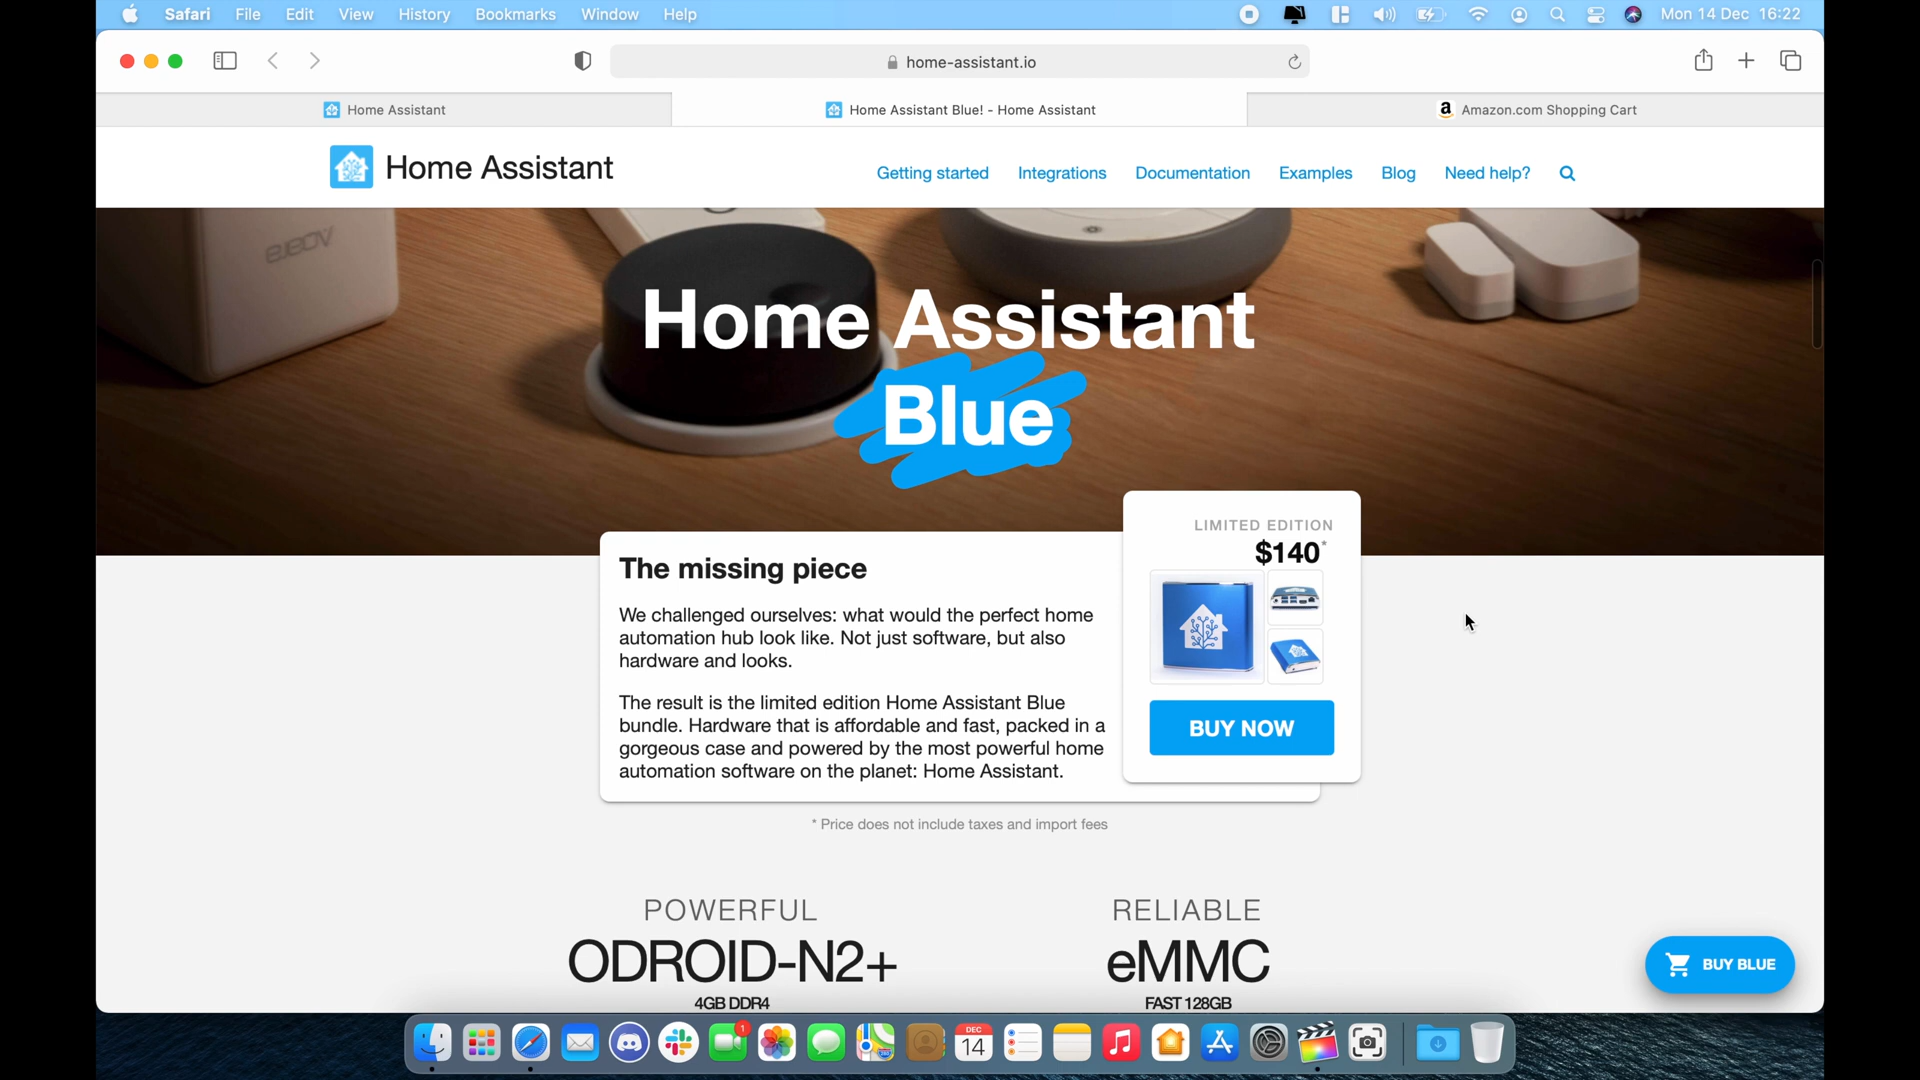 Safari File Edit View History Bookmarks Window Help Mon 14 Dec 16:22
home-assistant.io
Home Assistant
Home Assistant Blue! - Home Assistant
a Amazon.com Shopping Cart
Home Assistant
Getting started Integrations Documentation Examples Blog Need help?
Home Assistant
Blue
LIMITED EDITION
$140*
BUY NOW
The missing piece
We challenged ourselves: what would the perfect home
automation hub look like. Not just software, but also
hardware and looks.
The result is the limited edition Home Assistant Blue
bundle. Hardware that is affordable and fast, packed in a
gorgeous case and powered by the most powerful home
automation software on the planet: Home Assistant.
* Price does not include taxes and import fees
POWERFUL
ODROID-N2+
4GB DDR4
RELIABLE
eMMC
FAST 128GB
BUY BLUE
1
DEC
14